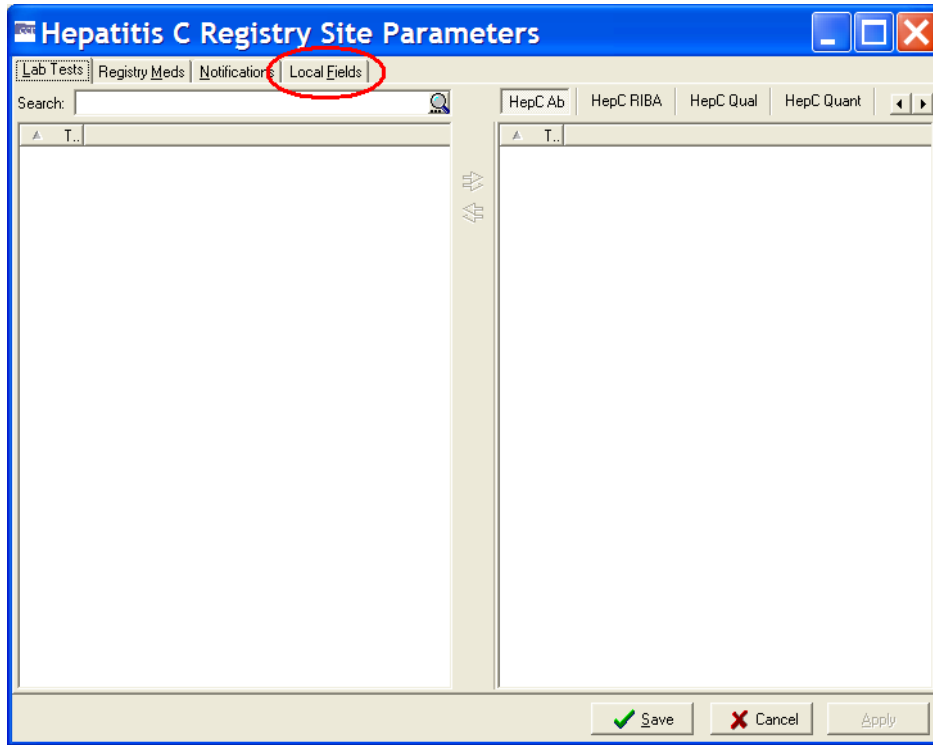 Hepatitis C Registry Site Parameters
Lab Tests Registry Meds Notifications Local Fields
Search: HepC Ab HepC RIBA HepC Qual HepC Quant
T.. T..
Save Cancel Apply